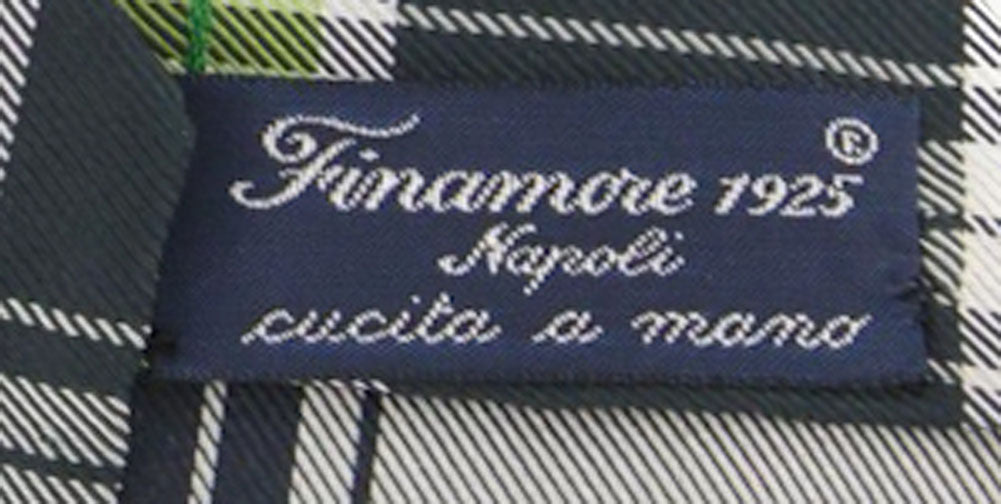 Finamore 1925 ®
Napoli
cucita a mano